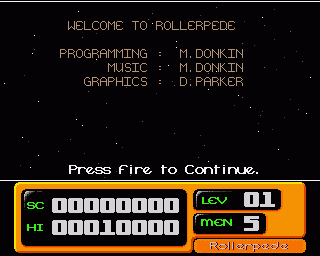 WELCOME TO ROLLERPEDE
PROGRAMMING : M.DONKIN
MUSIC : M.DONKIN
GRAPHICS : D.PARKER
Press fire to Continue.
SC 00000000
HI 00010000
LEV 01
MEN 5
Rollerpede